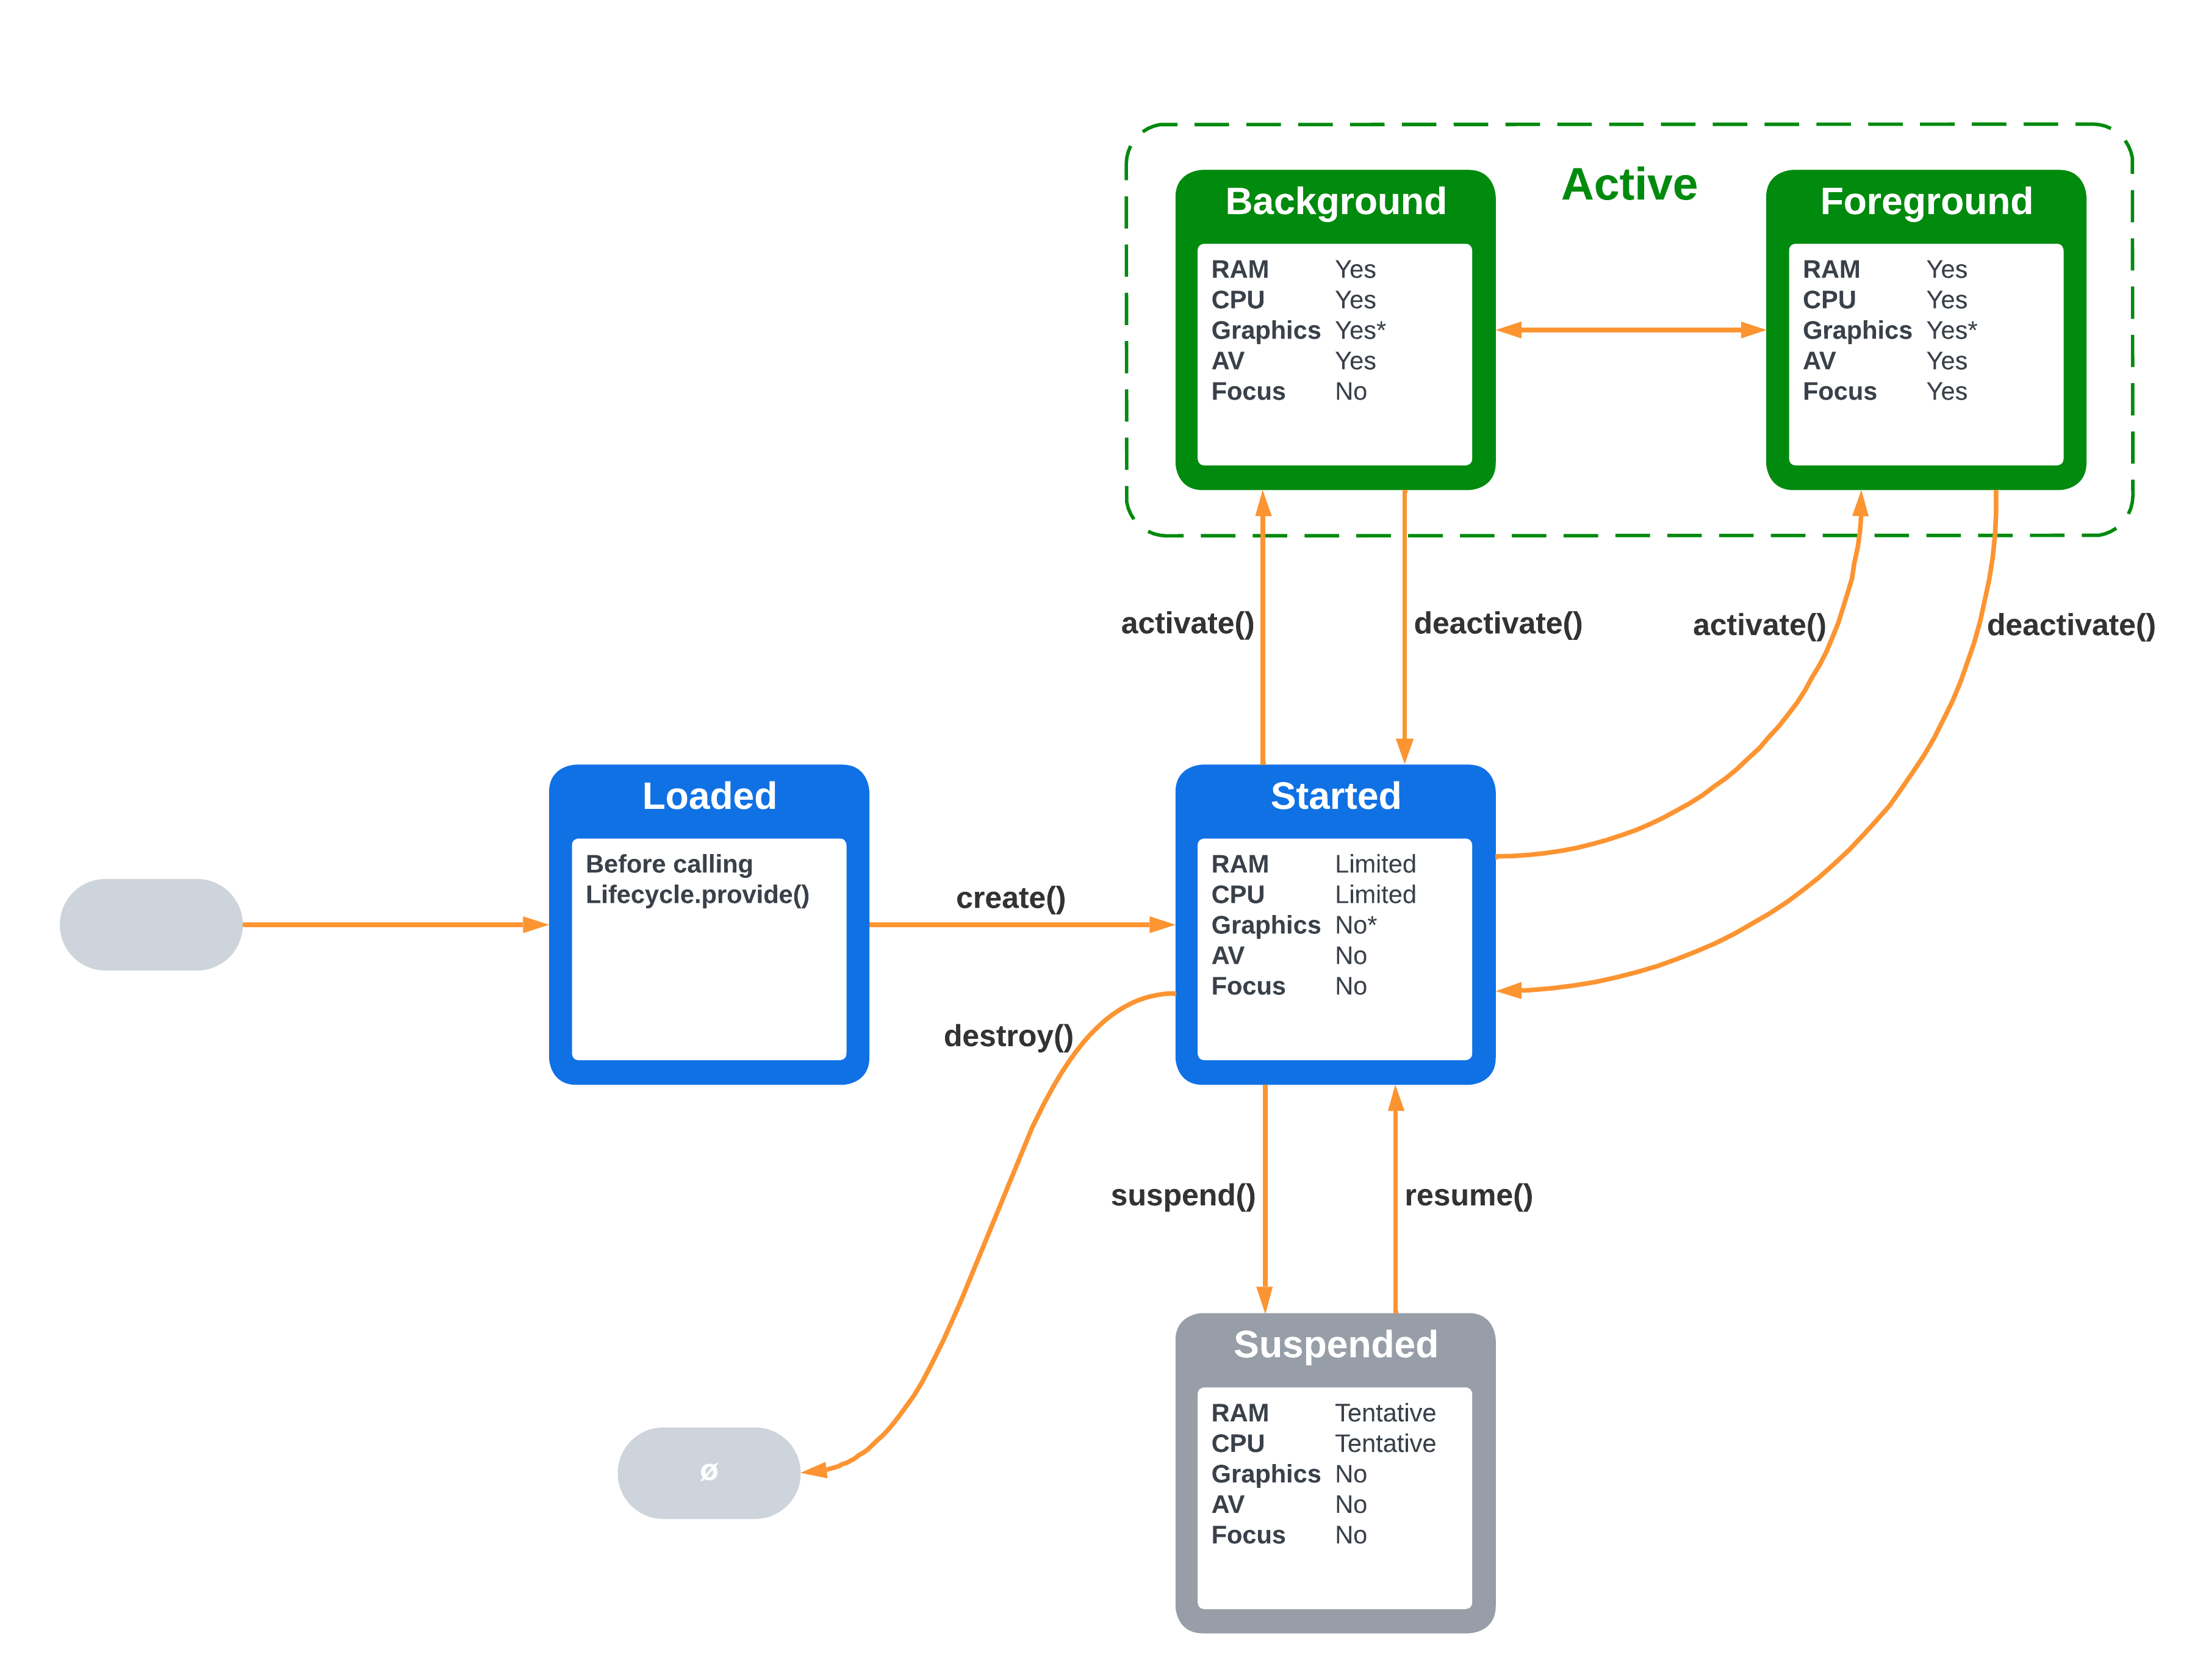 Active
Background
RAM Yes
CPU Yes
Graphics Yes*
AV Yes
Focus No
Foreground
RAM Yes
CPU Yes
Graphics Yes*
AV Yes
Focus Yes
activate()
deactivate()
activate()
deactivate()
Loaded
Before calling
Lifecycle.provide()
create()
Started
RAM Limited
CPU Limited
Graphics No*
AV No
Focus No
destroy()
suspend()
resume()
Suspended
RAM Tentative
CPU Tentative
Graphics No
AV No
Focus No
ø